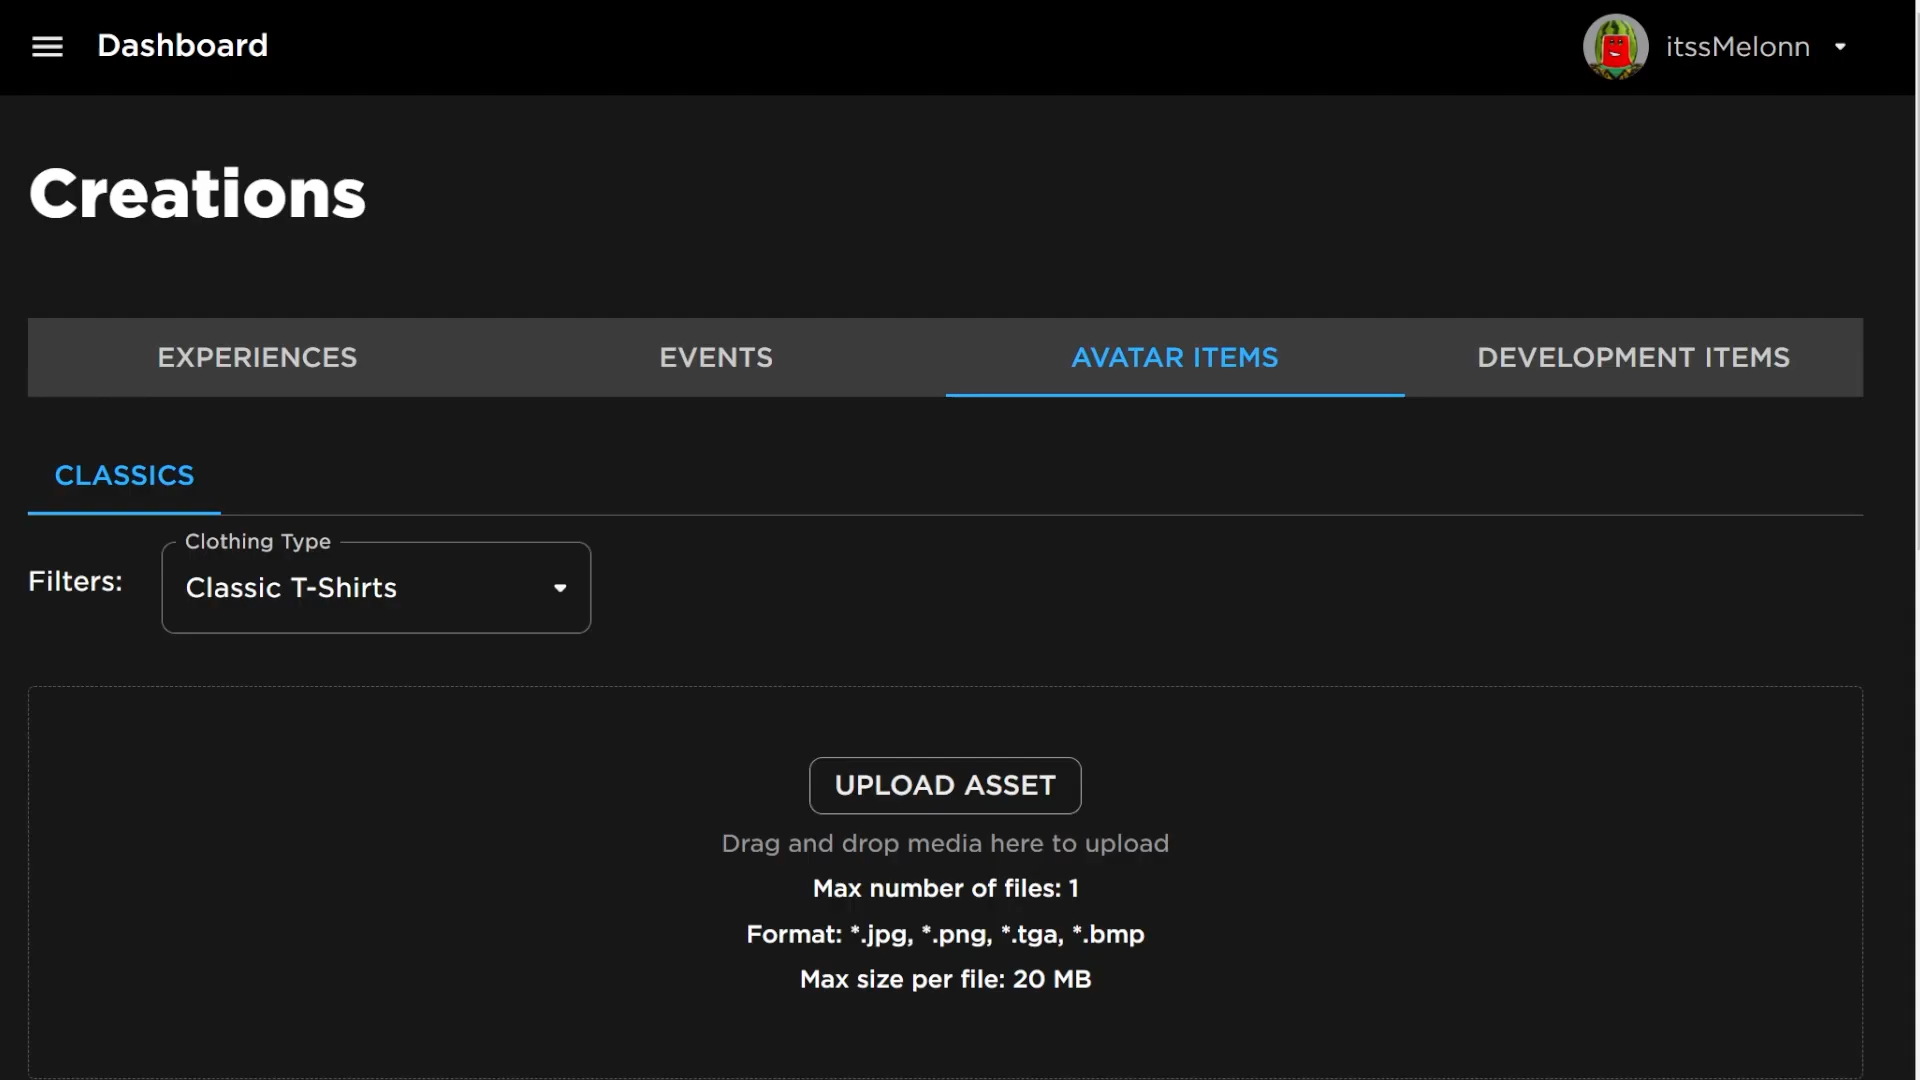 Dashboard
itssMelonn
Creations
EXPERIENCES
EVENTS
AVATAR ITEMS
DEVELOPMENT ITEMS
CLASSICS
Clothing Type
Filters:
Classic T-Shirts
UPLOAD ASSET
Drag and drop media here to upload
Max number of files: 1
Format: *.jpg, *.png, *.tga, *.bmp
Max size per file: 20 MB